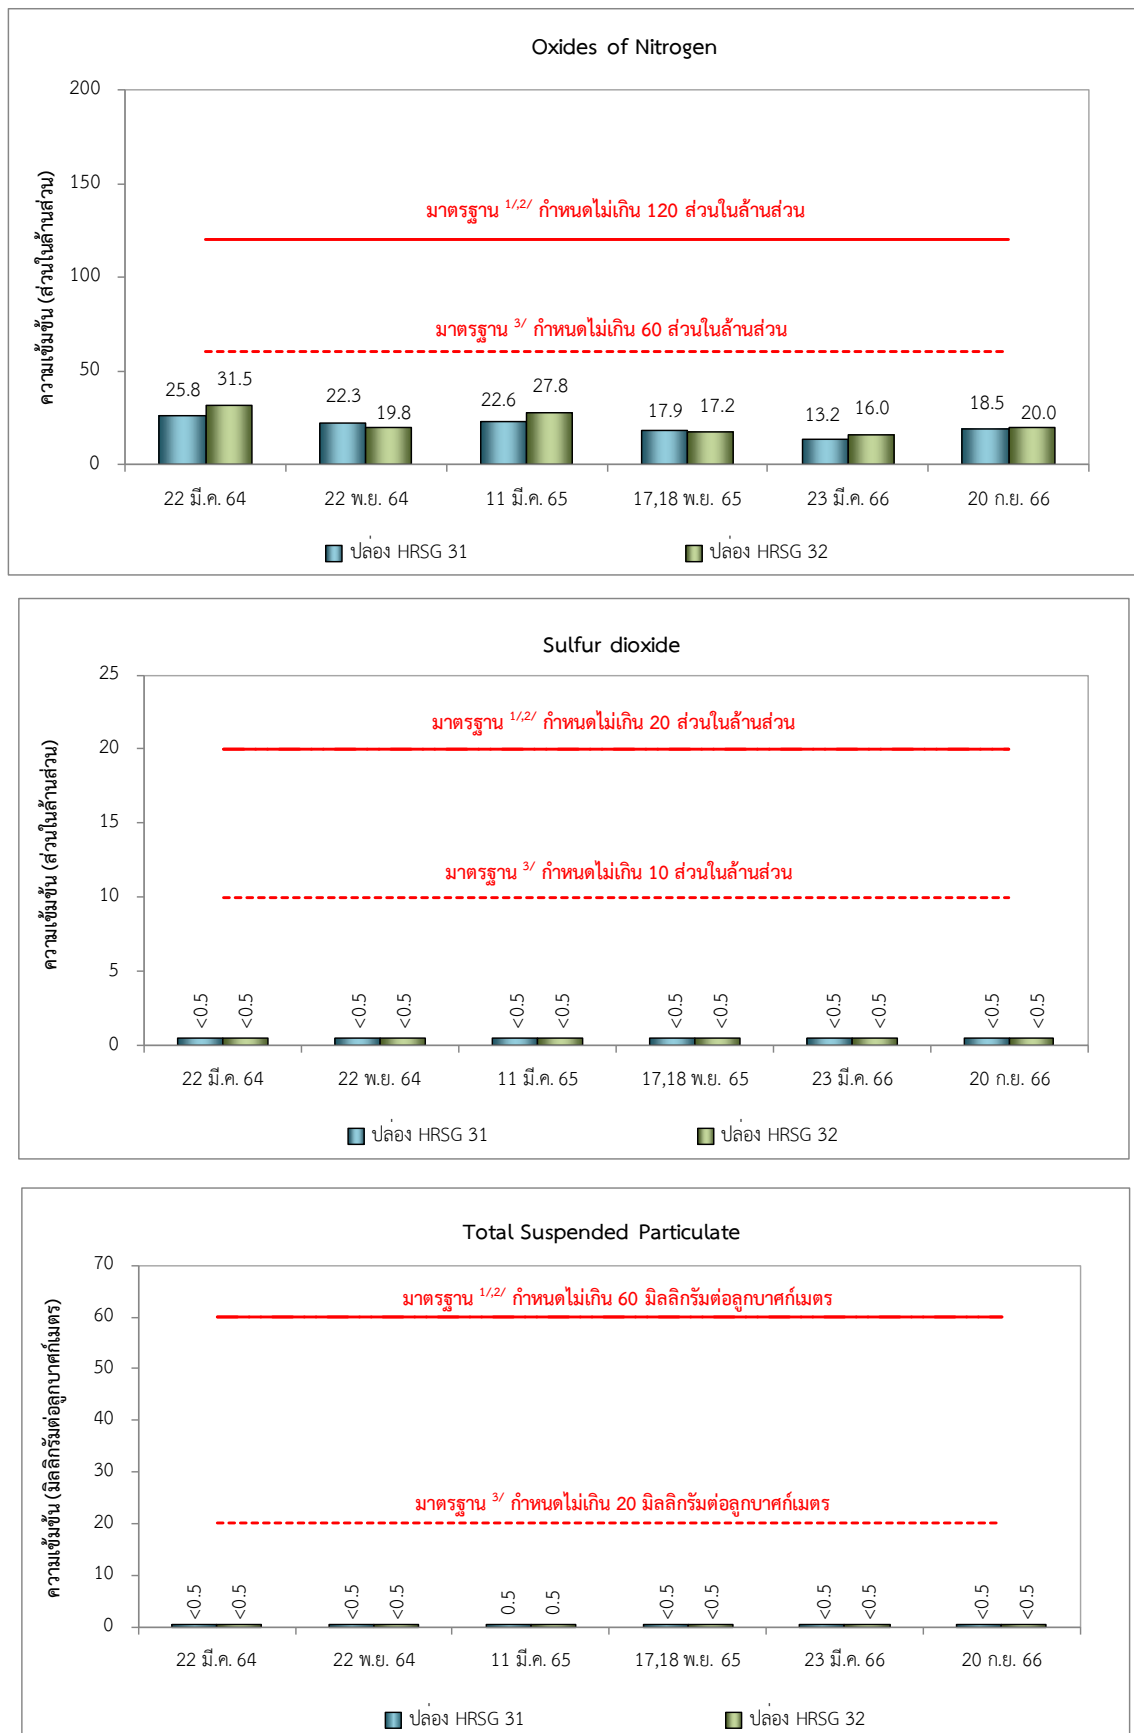 Oxides of Nitrogen
ความเข้มข้น (ส่วนในล้านส่วน)
200
150
100
50
0
มาตรฐาน 1/,2/ กำหนดไม่เกิน 120 ส่วนในล้านส่วน
มาตรฐาน 3/ กำหนดไม่เกิน 60 ส่วนในล้านส่วน
25.8 31.5 22.3 19.8 22.6 27.8 17.9 17.2 13.2 16.0 18.5 20.0
22 มี.ค. 64 22 พ.ย. 64 11 มี.ค. 65 17,18 พ.ย. 65 23 มี.ค. 66 20 ก.ย. 66
ปล่อง HRSG 31 ปล่อง HRSG 32
Sulfur dioxide
ความเข้มข้น (ส่วนในล้านส่วน)
25
20
15
10
5
0
มาตรฐาน 1/,2/ กำหนดไม่เกิน 20 ส่วนในล้านส่วน
มาตรฐาน 3/ กำหนดไม่เกิน 10 ส่วนในล้านส่วน
<0.5 <0.5 <0.5 <0.5 <0.5 <0.5 <0.5 <0.5 <0.5 <0.5 <0.5 <0.5
22 มี.ค. 64 22 พ.ย. 64 11 มี.ค. 65 17,18 พ.ย. 65 23 มี.ค. 66 20 ก.ย. 66
ปล่อง HRSG 31 ปล่อง HRSG 32
Total Suspended Particulate
ความเข้มข้น (มิลลิกรัมต่อลูกบาศก์เมตร)
70
60
50
40
30
20
10
0
มาตรฐาน 1/,2/ กำหนดไม่เกิน 60 มิลลิกรัมต่อลูกบาศก์เมตร
มาตรฐาน 3/ กำหนดไม่เกิน 20 มิลลิกรัมต่อลูกบาศก์เมตร
<0.5 <0.5 <0.5 <0.5 0.5 0.5 <0.5 <0.5 <0.5 <0.5 <0.5 <0.5
22 มี.ค. 64 22 พ.ย. 64 11 มี.ค. 65 17,18 พ.ย. 65 23 มี.ค. 66 20 ก.ย. 66
ปล่อง HRSG 31 ปล่อง HRSG 32